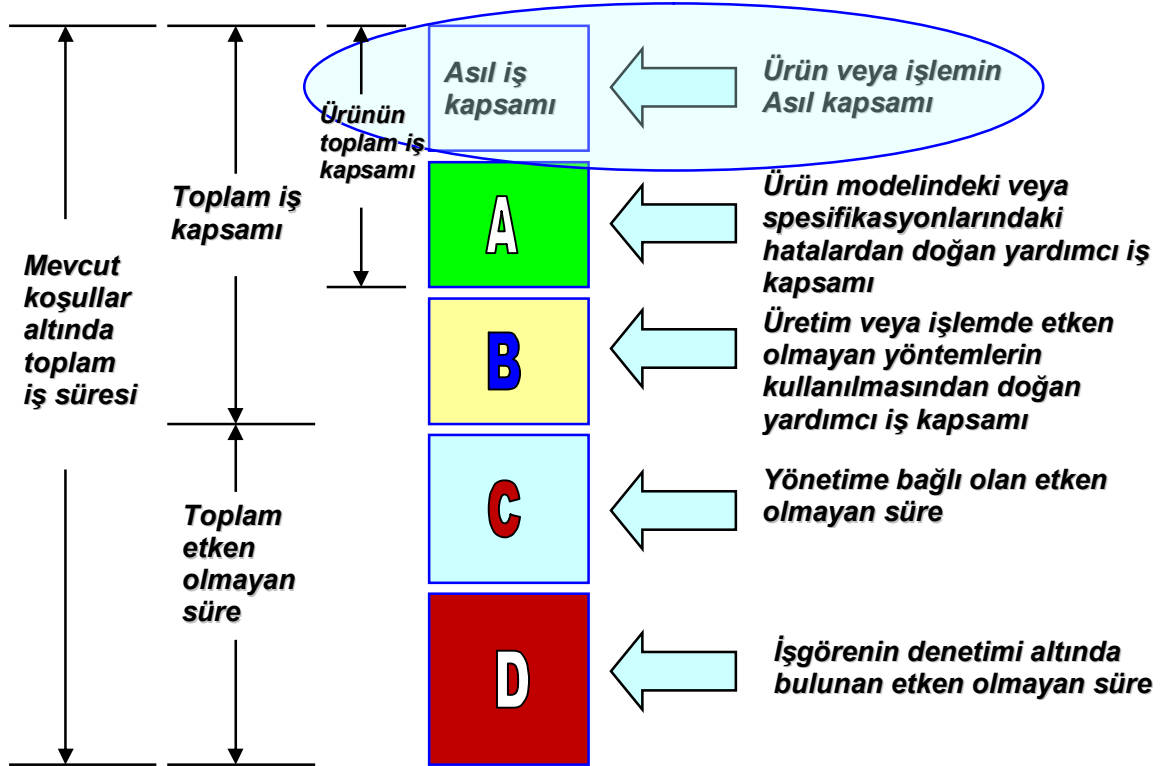 Mevcut
koşullar
altında
toplam
iş süresi
Toplam iş
kapsamı
Toplam
etken
olmayan
süre
Ürünün
toplam iş
kapsamı
Asıl iş
kapsamı
Ürün veya işlemin
Asıl kapsamı
A
Ürün modelindeki veya
spesifikasyonlarındaki
hatalardan doğan yardımcı iş
kapsamı
B
Üretim veya işlemde etken
olmayan yöntemlerin
kullanılmasından doğan
yardımcı iş kapsamı
C
Yönetime bağlı olan etken
olmayan süre
D
İşgörenin denetimi altında
bulunan etken olmayan süre